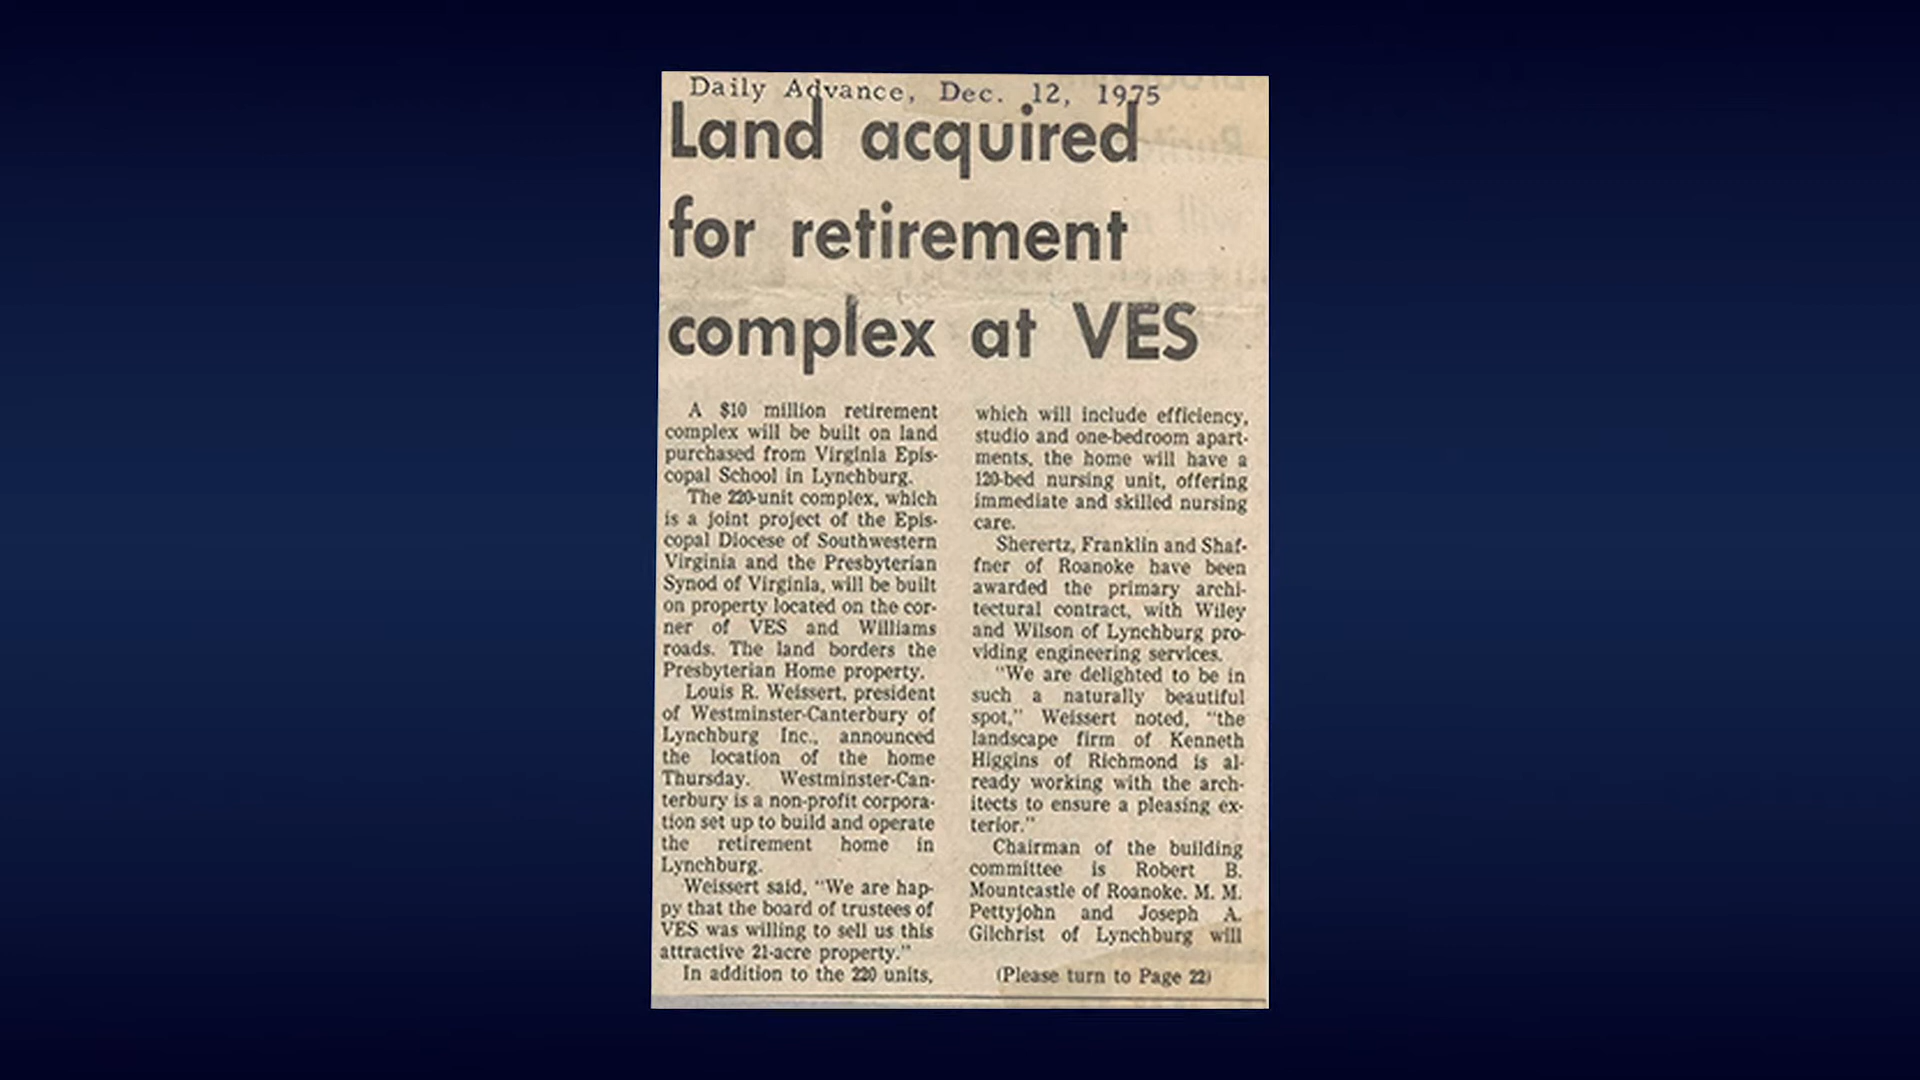 Daily Advance, Dec. 12, 1975
Land acquired
for retirement
complex at VES
A $10 million retirement
complex will be built on land
purchased from Virginia Epis-
copal School in Lynchburg.
The 220-unit complex, which
is a joint project of the Epis-
copal Diocese of Southwestern
Virginia and the Presbyterian
Synod of Virginia, will be built
on property located on the cor-
ner of VES and Williams
roads. The land borders the
Presbyterian Home property.
Louis R. Weissert, president
of Westminster-Canterbury of
Lynchburg Inc., announced
the location of the home
Thursday. Westminster-Can-
terbury is a non-profit corpora-
tion set up to build and operate
the retirement home in
Lynchburg.
Weissert said, "We are hap-
py that the board of trustees of
VES was willing to sell us this
attractive 21-acre property."
In addition to the 220 units,
which will include efficiency,
studio and one-bedroom apart-
ments, the home will have a
120-bed nursing unit, offering
immediate and skilled nursing
care.
Sherertz, Franklin and Shaf-
fner of Roanoke have been
awarded the primary archi-
tectural contract, with Wiley
and Wilson of Lynchburg pro-
viding engineering services.
"We are delighted to be in
such a naturally beautiful
spot," Weissert noted, "the
landscape firm of Kenneth
Higgins of Richmond is al-
ready working with the arch-
itects to ensure a pleasing ex-
terior."
Chairman of the building
committee is Robert B.
Mountcastle of Roanoke. M. M.
Pettyjohn and Joseph A.
Gilchrist of Lynchburg will
(Please turn to Page 22)